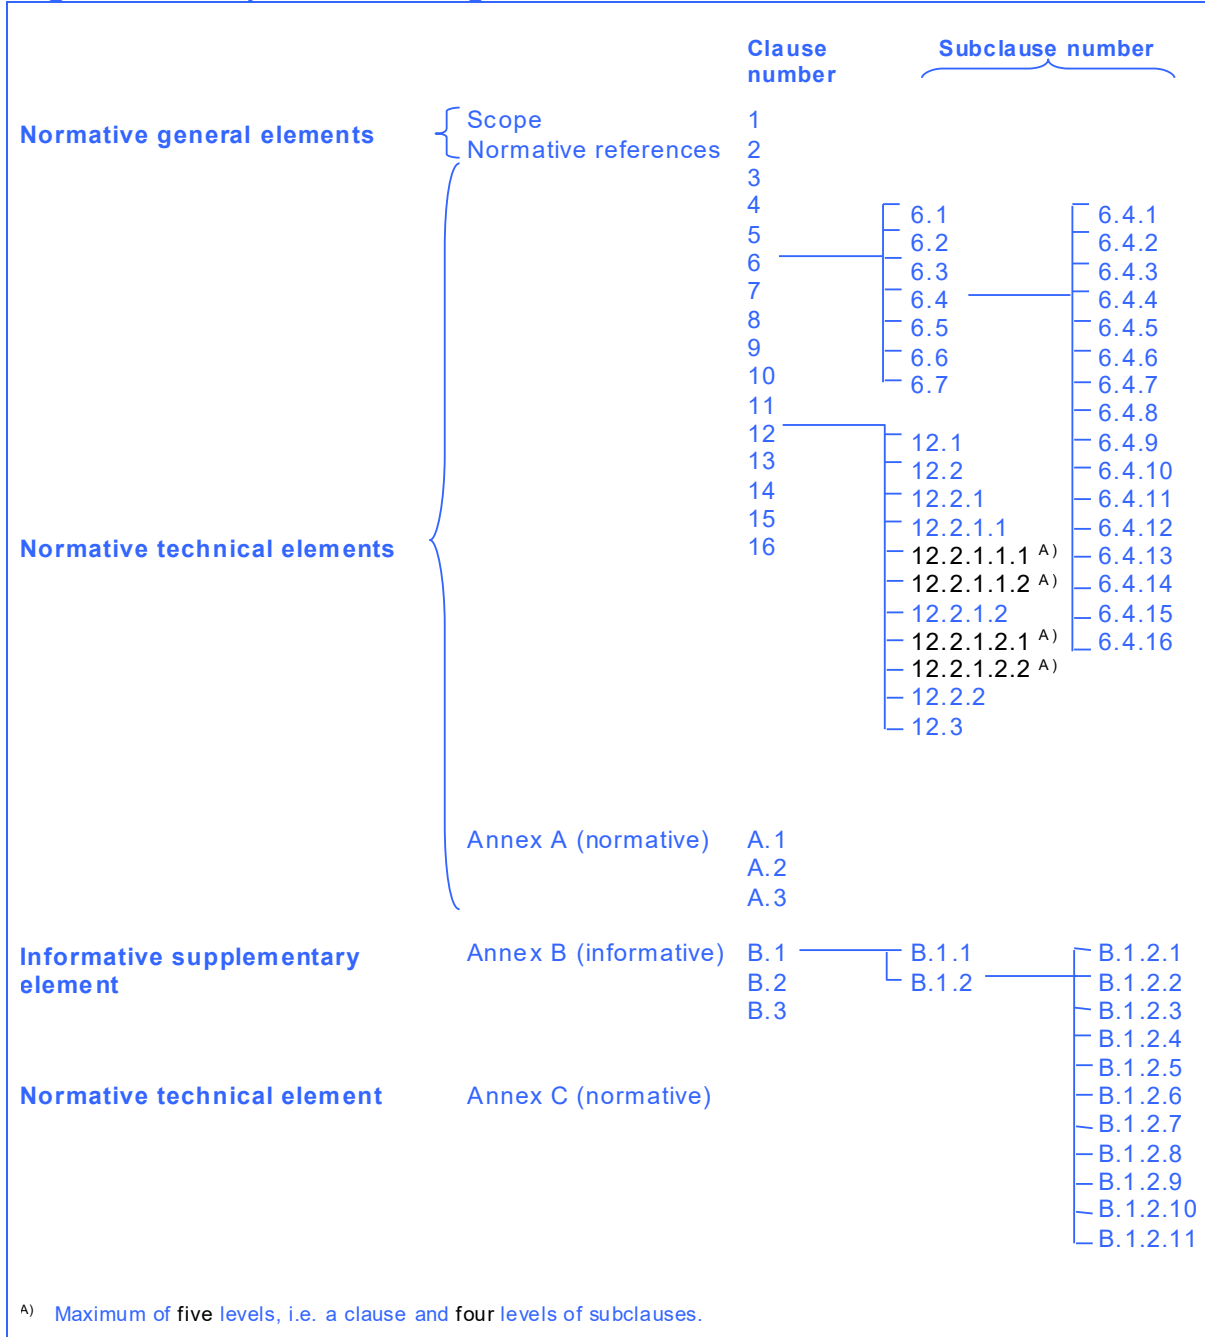 Clause number
Subclause number
Normative general elements
Scope
1
Normative references
2
3
4
5
6
7
8
9
10
11
12
13
14
15
16
6.1
6.2
6.3
6.4
6.5
6.6
6.7
6.4.1
6.4.2
6.4.3
6.4.4
6.4.5
6.4.6
6.4.7
6.4.8
6.4.9
6.4.10
6.4.11
6.4.12
6.4.13
6.4.14
6.4.15
6.4.16
12.1
12.2
12.2.1
12.2.1.1
12.2.1.1.1 A)
12.2.1.1.2 A)
12.2.1.2
12.2.1.2.1 A)
12.2.1.2.2 A)
12.2.2
12.3
Normative technical elements
Annex A (normative)
A.1
A.2
A.3
Informative supplementary
element
Annex B (informative)
B.1
B.2
B.3
B.1.1
B.1.2
B.1.2.1
B.1.2.2
B.1.2.3
B.1.2.4
B.1.2.5
B.1.2.6
B.1.2.7
B.1.2.8
B.1.2.9
B.1.2.10
B.1.2.11
Normative technical element
Annex C (normative)
A) Maximum of five levels, i.e. a clause and four levels of subclauses.